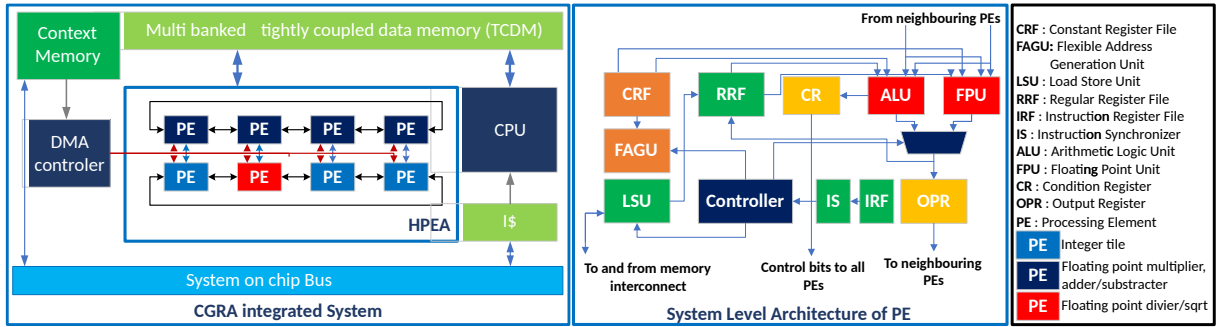 Context
Memory
Multi banked tightly coupled data memory (TCDM)
DMA
controler
PE PE PE PE
PE PE PE PE
CPU
HPEA
I$
System on chip Bus
CGRA integrated System
From neighbouring PEs
CRF
RRF
CR
ALU
FPU
FAGU
LSU
Controller
IS
IRF
OPR
To and from memory
interconnect
Control bits to all
PEs
To neighbouring
PEs
System Level Architecture of PE
CRF : Constant Register File
FAGU: Flexible Address
Generation Unit
LSU : Load Store Unit
RRF : Regular Register File
IRF : Instruction Register File
IS : Instruction Synchronizer
ALU : Arithmetic Logic Unit
FPU : Floating Point Unit
CR : Condition Register
OPR : Output Register
PE : Processing Element
PE Integer tile
PE Floating point multiplier,
adder/substracter
PE Floating point divier/sqrt